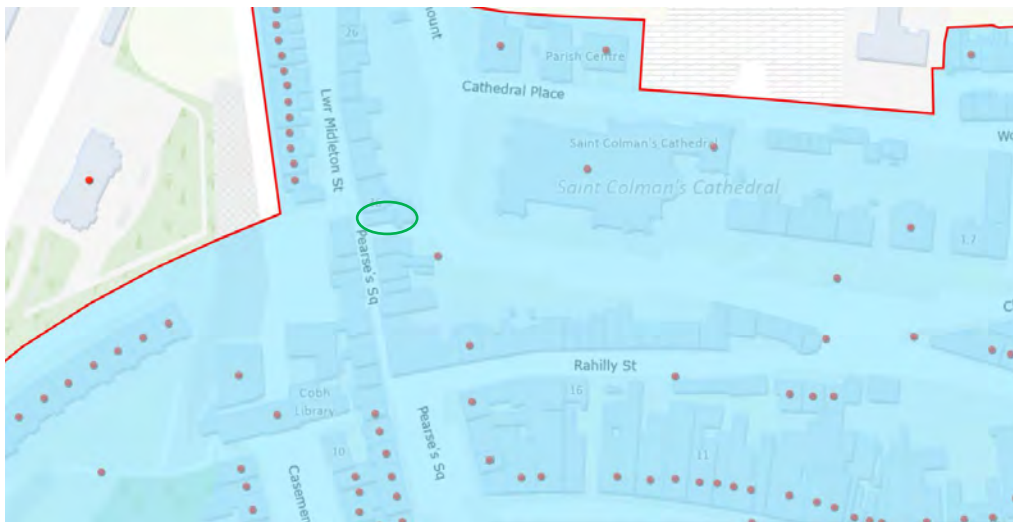 26
ount
Parish Centre
Cathedral Place
Lwr Midleton St
Saint Colman's Cathedral
Saint Colman's Cathedral
17
Pearse's Sq
Rahilly St
Cobh
Library
16
Pearse's Sq
10
11
Casemen